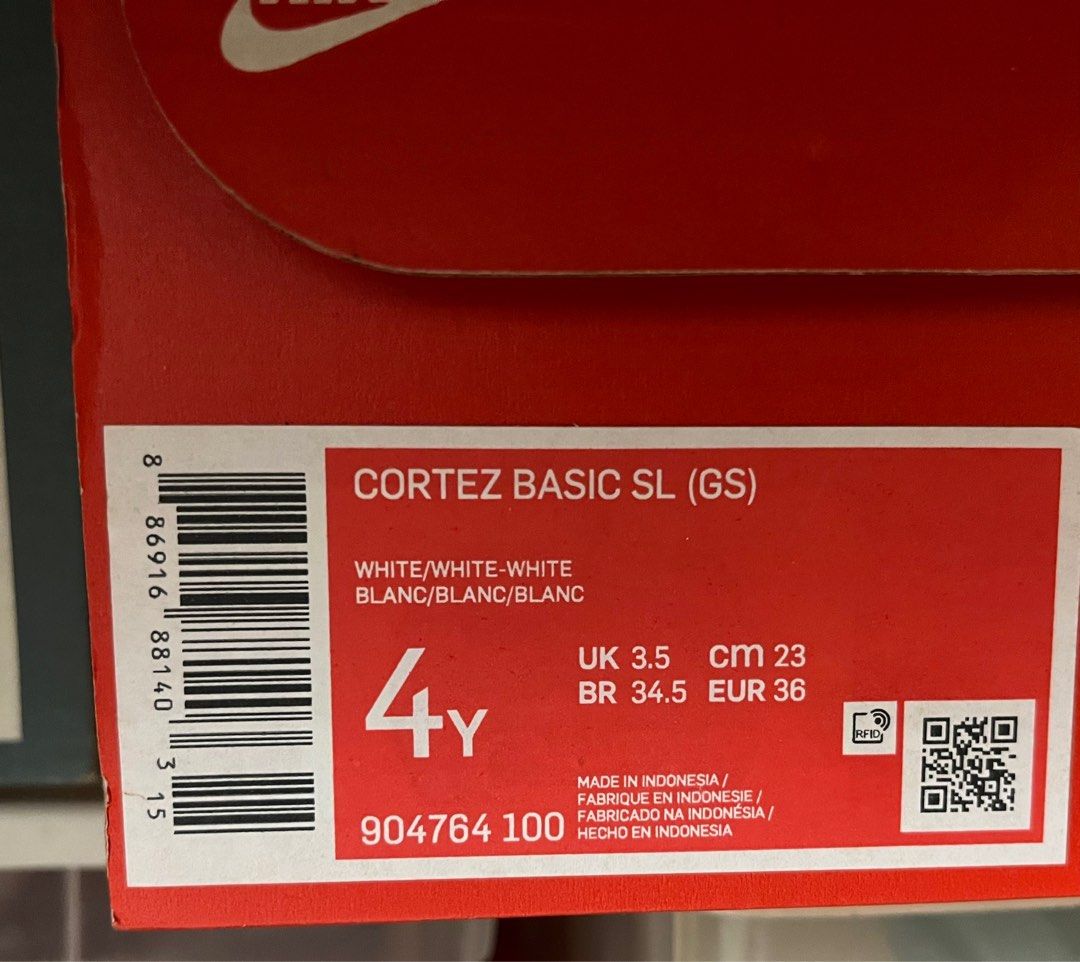 CORTEZ BASIC SL (GS)
WHITE/WHITE-WHITE
BLANC/BLANC/BLANC
4Y
UK 3.5 cm 23
BR 34.5 EUR 36
RFID
MADE IN INDONESIA /
FABRIQUE EN INDONESIE /
FABRICADO NA INDONÉSIA /
HECHO EN INDONESIA
904764 100
8 86916 88140 3 15